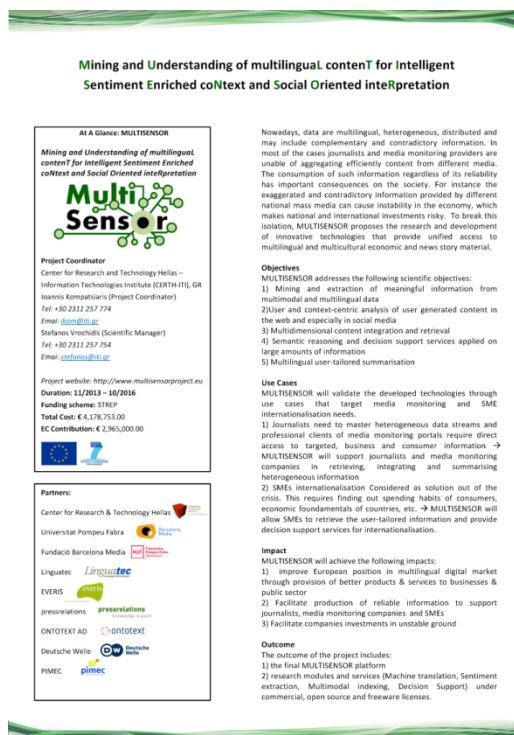 Mining and Understanding of multilinguaL contenT for Intelligent
Sentiment Enriched coNtext and Social Oriented inteRpretation
At A Glance: MULTISENSOR
Mining and Understanding of multilinguaL
contenT for Intelligent Sentiment Enriched
coNtext and Social Oriented inteRpretation
Multi
Sensor
Project Coordinator
Center for Research and Technology Hellas –
Information Technologies Institute (CERTH-ITI), GR
Ioannis Kompatsiaris (Project Coordinator)
Tel: +30 2311 257 774
Emai: ikom@iti.gr
Stefanos Vrochidis (Scientific Manager)
Tel: +30 2311 257 754
Emai: stefanos@iti.gr
Project website: http://www.multisensorproject.eu
Duration: 11/2013 – 10/2016
Funding scheme: STREP
Total Cost: € 4,178,753.00
EC Contribution: € 2,965,000.00
Partners:
Center for Research & Technology Hellas
Universitat Pompeu Fabra
Barcelona
Media
Fundació Barcelona Media
upf.
Linguatec
Linguatec
EVERIS
everis
pressrelations
pressrelations
knowledge is yours
ONTOTEXT AD
ontotext
Deutsche Welle
DW
Deutsche
Welle
PIMEC
pimec
Nowadays, data are multilingual, heterogeneous, distributed and
may include complementary and contradictory information. In
most of the cases journalists and media monitoring providers are
unable of aggregating efficiently content from different media.
The consumption of such information regardless of its reliability
has important consequences on the society. For instance the
exaggerated and contradictory information provided by different
national mass media can cause instability in the economy, which
makes national and international investments risky. To break this
isolation, MULTISENSOR proposes the research and development
of innovative technologies that provide unified access to
multilingual and multicultural economic and news story material.
Objectives
MULTISENSOR addresses the following scientific objectives:
1) Mining and extraction of meaningful information from
multimodal and multilingual data
2)User and context-centric analysis of user generated content in
the web and especially in social media
3) Multidimensional content integration and retrieval
4) Semantic reasoning and decision support services applied on
large amounts of information
5) Multilingual user-tailored summarisation
Use Cases
MULTISENSOR will validate the developed technologies through
use cases that target media monitoring and SME
internationalisation needs.
1) Journalists need to master heterogeneous data streams and
professional clients of media monitoring portals require direct
access to targeted, business and consumer information →
MULTISENSOR will support journalists and media monitoring
companies in retrieving, integrating and summarising
heterogeneous information
2) SMEs internationalisation Considered as solution out of the
crisis. This requires finding out spending habits of consumers,
economic foundamentals of countries, etc. → MULTISENSOR will
allow SMEs to retrieve the user-tailored information and provide
decision support services for internationalisation.
Impact
MULTISENSOR will achieve the following impacts:
1) improve European position in multilingual digital market
through provision of better products & services to businesses &
public sector
2) Facilitate production of reliable information to support
journalists, media monitoring companies and SMEs
3) Facilitate companies investments in unstable ground
Outcome
The outcome of the project includes:
1) the final MULTISENSOR platform
2) research modules and services (Machine translation, Sentiment
extraction, Multimodal indexing, Decision Support) under
commercial, open source and freeware licenses.